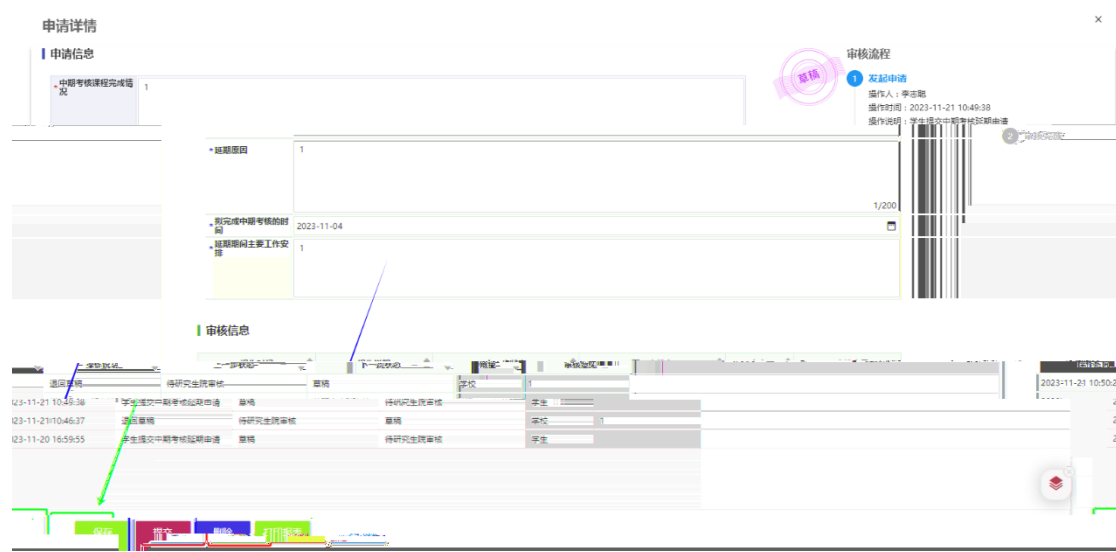 申请详情
×
申请信息
审核流程
草稿
* 中期考核课程完成情况
1
1 发起申请
操作人：李志聪
操作时间：2023-11-21 10:49:38
操作说明：学生提交中期考核延期申请
2
* 延期原因
1
1/200
* 拟完成中期考核的时间
2023-11-04
* 延期期间主要工作安排
1
审核信息
退回草稿 待研究生院审核 草稿 学校 1 2023-11-21 10:50:2
023-11-21 10:49:38 学生提交中期考核延期申请 草稿 待研究生院审核 学生
023-11-21 10:46:37 退回草稿 待研究生院审核 草稿 学校 1
023-11-20 16:59:55 学生提交中期考核延期申请 草稿 待研究生院审核 学生
保存 提交 删除